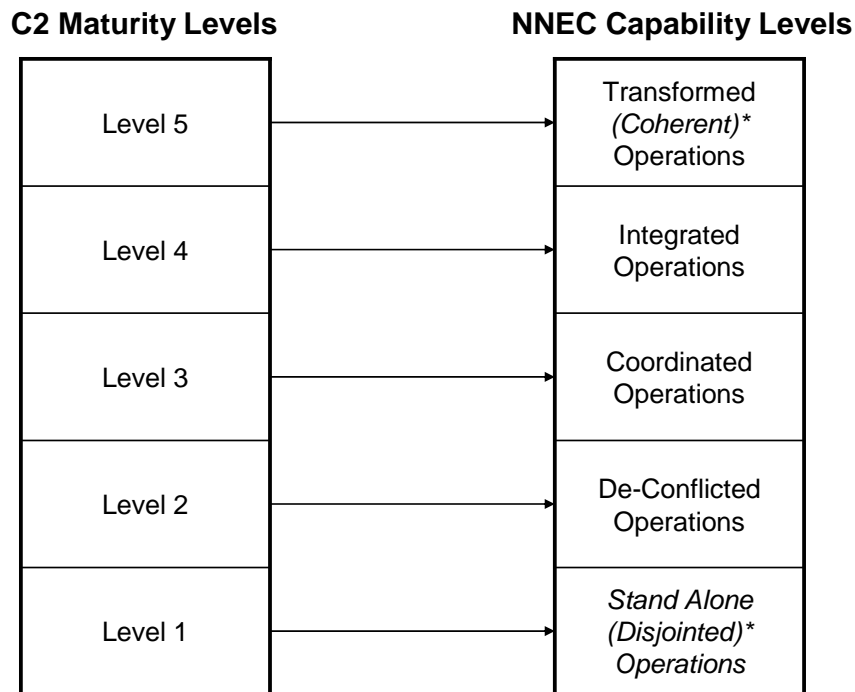 C2 Maturity Levels
NNEC Capability Levels
Level 5
Transformed
(Coherent)*
Operations
Level 4
Integrated
Operations
Level 3
Coordinated
Operations
Level 2
De-Conflicted
Operations
Level 1
Stand Alone
(Disjointed)*
Operations